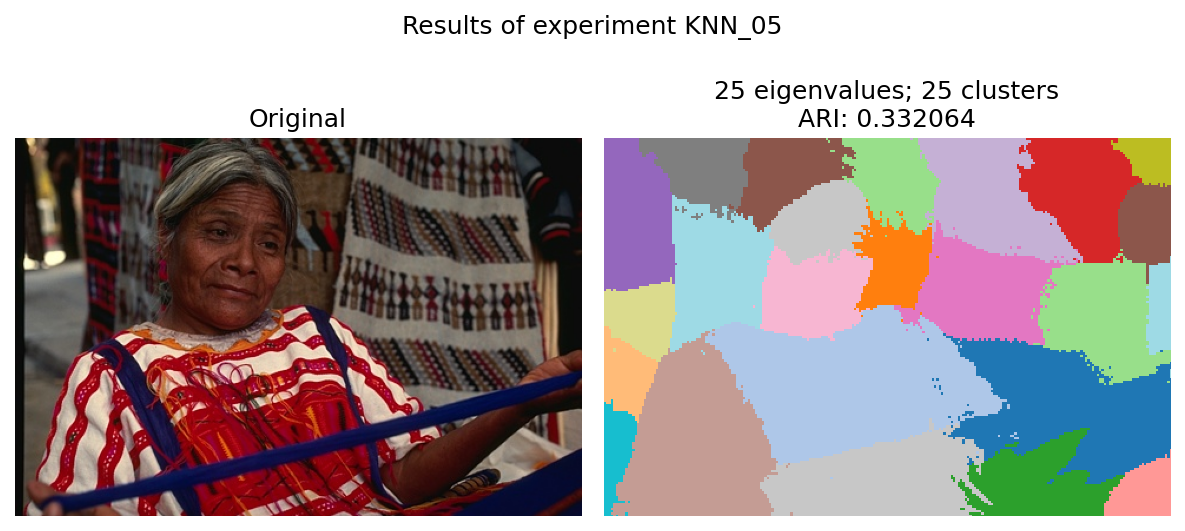 Results of experiment KNN_05
Original
25 eigenvalues; 25 clusters
ARI: 0.332064